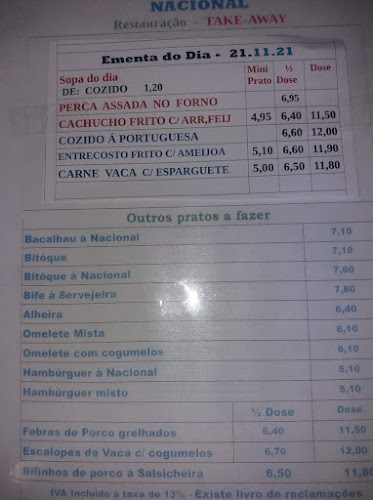 NACIONAL
Restauração - TAKE-AWAY
Ementa do Dia - 21.11.21
Sopa do dia Mini Prato ½ Dose Dose
DE: COZIDO 1,20
PERCA ASSADA NO FORNO 6,95
CACHUCHO FRITO C/ ARR,FEIJ 4,95 6,40 11,50
COZIDO Á PORTUGUESA 6,60 12,00
ENTRECOSTO FRITO C/ AMEIJOA 5,10 6,60 11,90
CARNE VACA C/ ESPARGUETE 5,00 6,50 11,80
Outros pratos a fazer
Bacalhau à Nacional 7,10
Bitóque 7,10
Bitóque à Nacional 7,60
Bife à 8ervejeira 7,80
Alheira 6,40
Omelete Mista 6,10
Omelete com cogumelos 6,10
Hambúrguer à Nacional 5,10
Hambúrguer misto 5,10
½ Dose Dose
Febras de Porco grelhados 6,40 11,50
Escalopes de Vaca c/ cogumelos 6,70 12,00
Bifinhos de porco à Salsicheira 6,50 11,80
IVA Incluído à taxa de 13% - Existe livro de reclamações